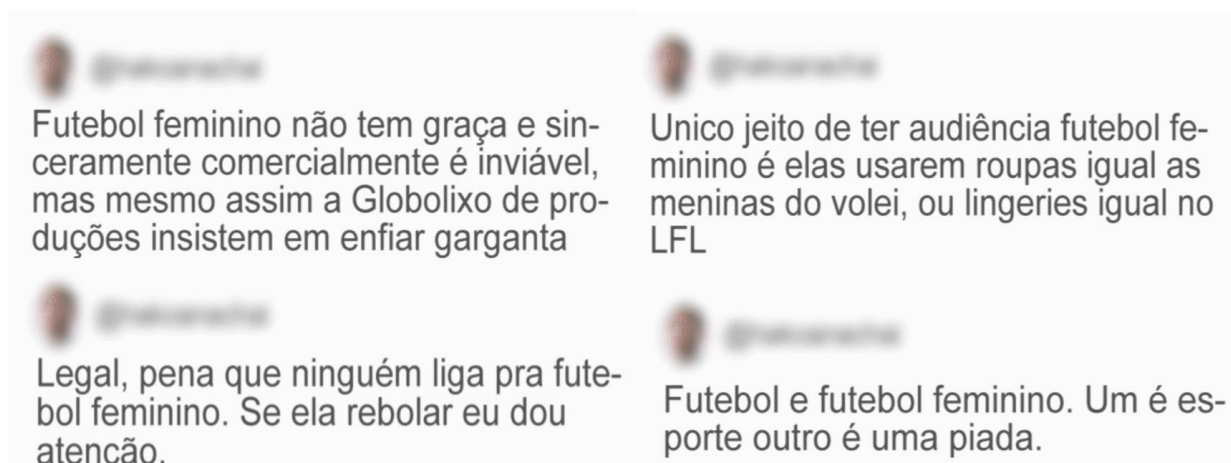 Futebol feminino não tem graça e sin-
ceramente comercialmente é inviável,
mas mesmo assim a Globolixo de pro-
duções insistem em enfiar garganta
Unico jeito de ter audiência futebol fe-
minino é elas usarem roupas igual as
meninas do volei, ou lingeries igual no
LFL
Legal, pena que ninguém liga pra fute-
bol feminino. Se ela rebolar eu dou
atenção.
Futebol e futebol feminino. Um é es-
porte outro é uma piada.